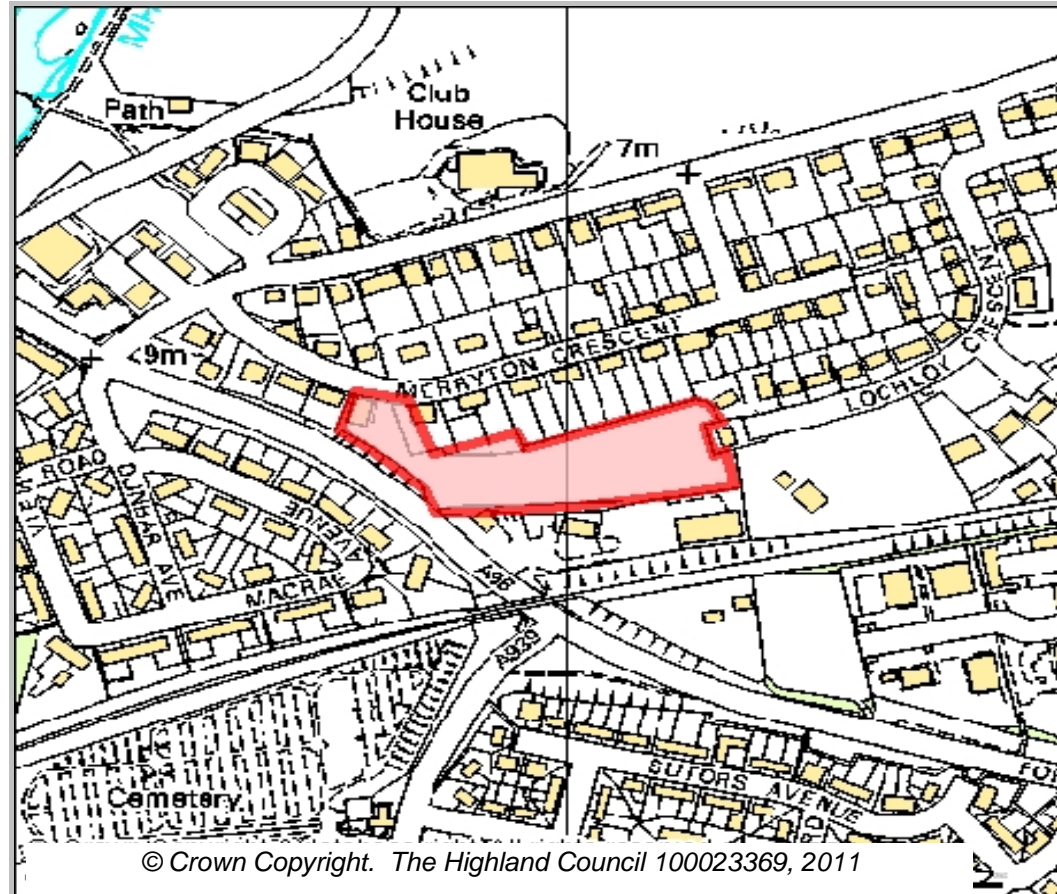 Path
Club
House
7m
9m
MERRYTON CRESCENT
LOCHLOY CRESCENT
ROAD
DUNBAR AVE
AVENUE
MACRAE
A96
A939
SUTORS AVENUE
Cemetery
© Crown Copyright. The Highland Council 100023369, 2011